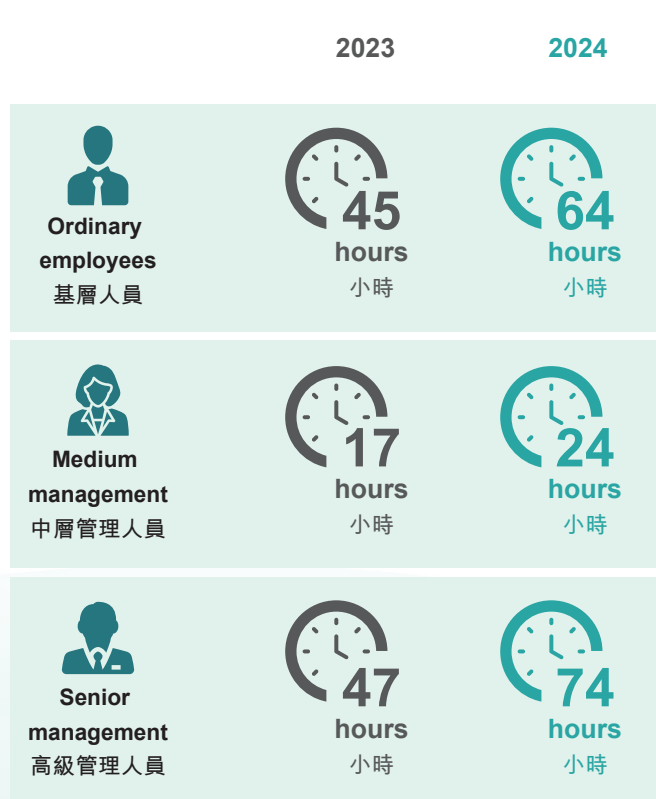 2023 2024
Ordinary
employees
基層人員
45
hours
小時
64
hours
小時
Medium
management
中層管理人員
17
hours
小時
24
hours
小時
Senior
management
高級管理人員
47
hours
小時
74
hours
小時